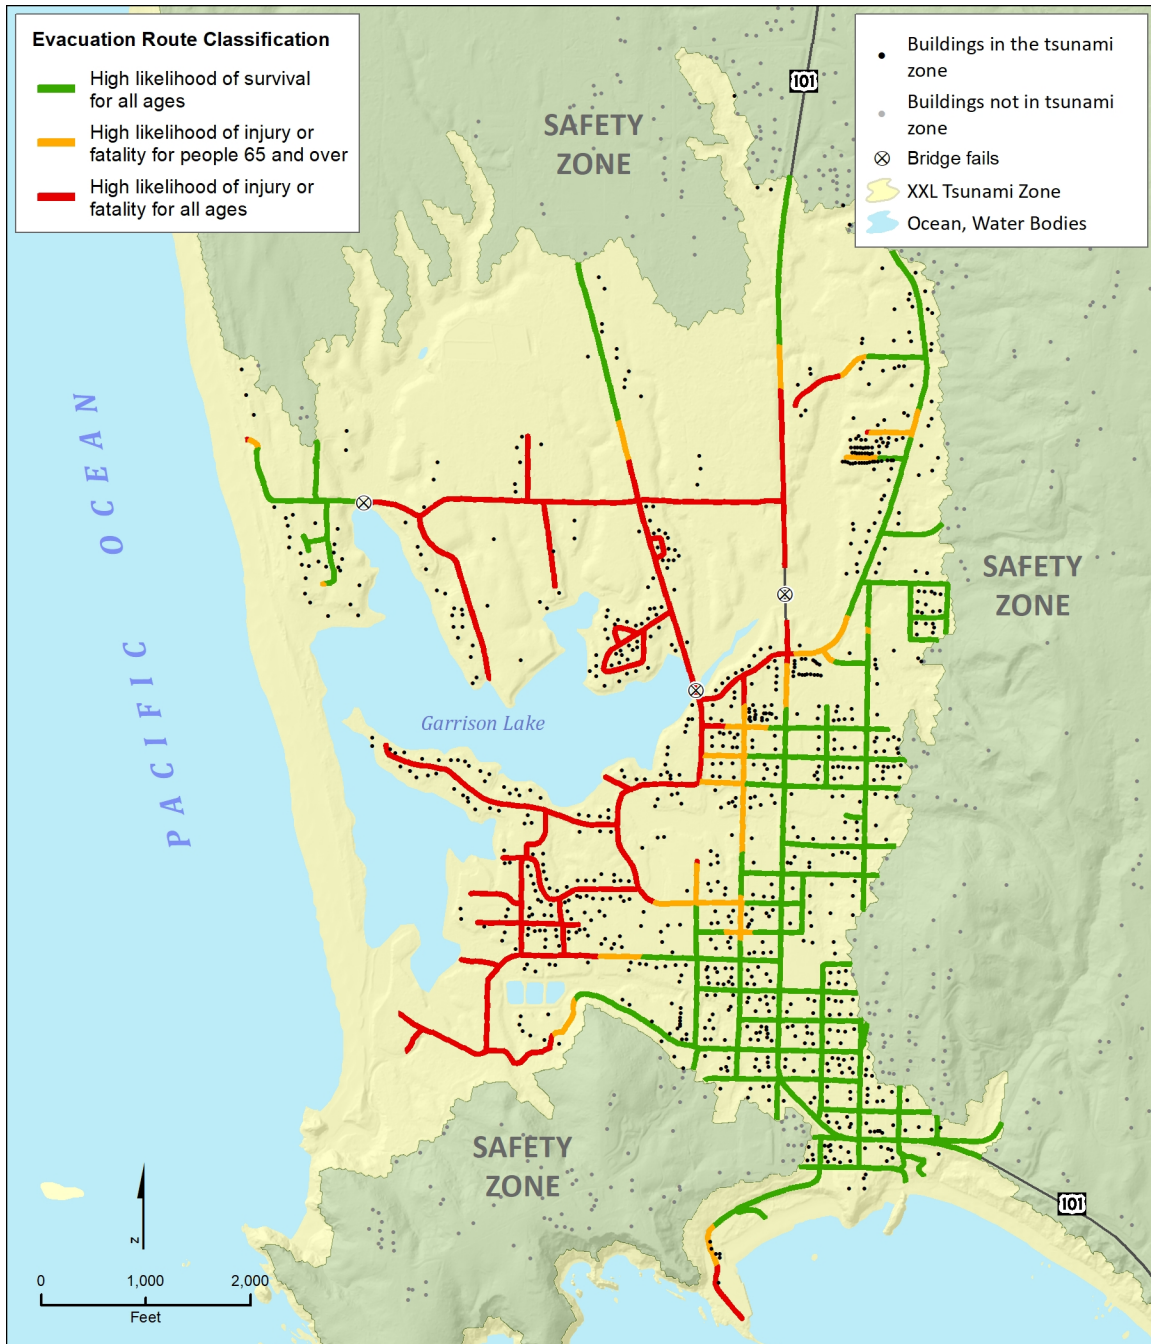 Evacuation Route Classification
High likelihood of survival
for all ages
High likelihood of injury or
fatality for people 65 and over
High likelihood of injury or
fatality for all ages
Buildings in the tsunami
zone
Buildings not in tsunami
zone
Bridge fails
XXL Tsunami Zone
Ocean, Water Bodies
101
SAFETY
ZONE
PACIFIC OCEAN
SAFETY
ZONE
Garrison Lake
SAFETY
ZONE
101
N
0 1,000 2,000
Feet